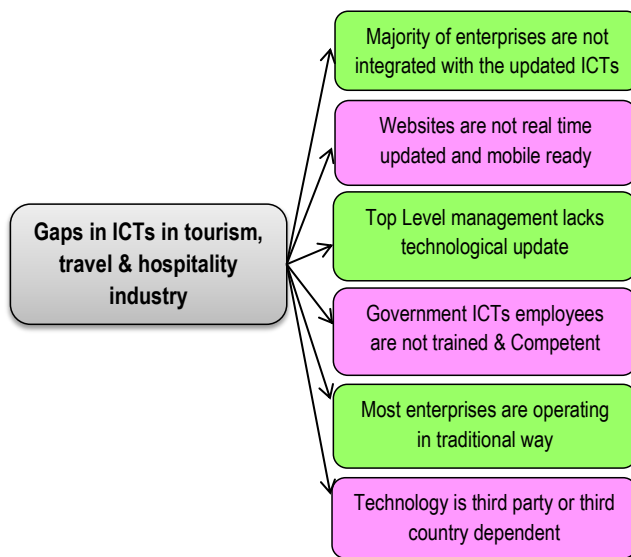 Majority of enterprises are not
integrated with the updated ICTs
Websites are not real time
updated and mobile ready
Gaps in ICTs in tourism,
travel & hospitality
industry
Top Level management lacks
technological update
Government ICTs employees
are not trained & Competent
Most enterprises are operating
in traditional way
Technology is third party or third
country dependent